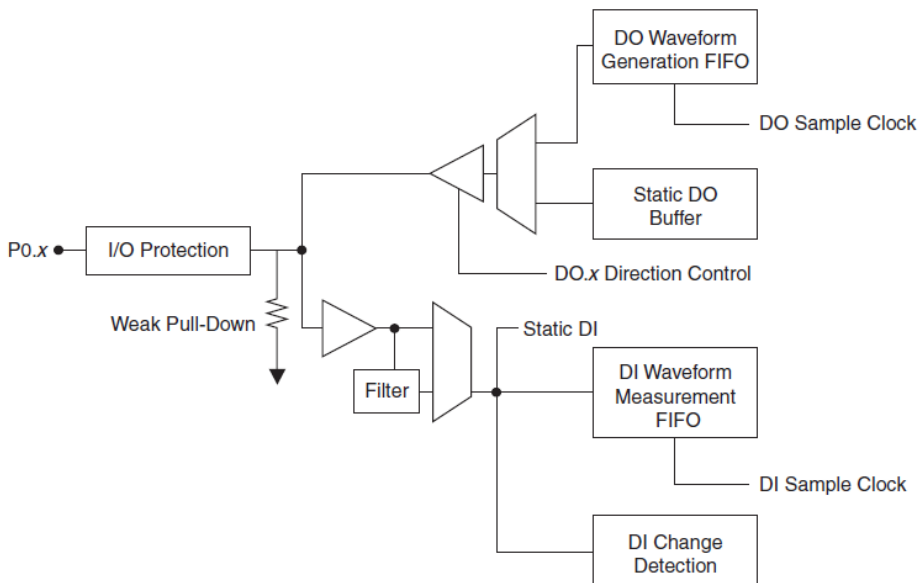 DO Waveform
Generation FIFO
DO Sample Clock
Static DO
Buffer
P0.x
I/O Protection
DO.x Direction Control
Weak Pull-Down
Static DI
Filter
DI Waveform
Measurement
FIFO
DI Sample Clock
DI Change
Detection